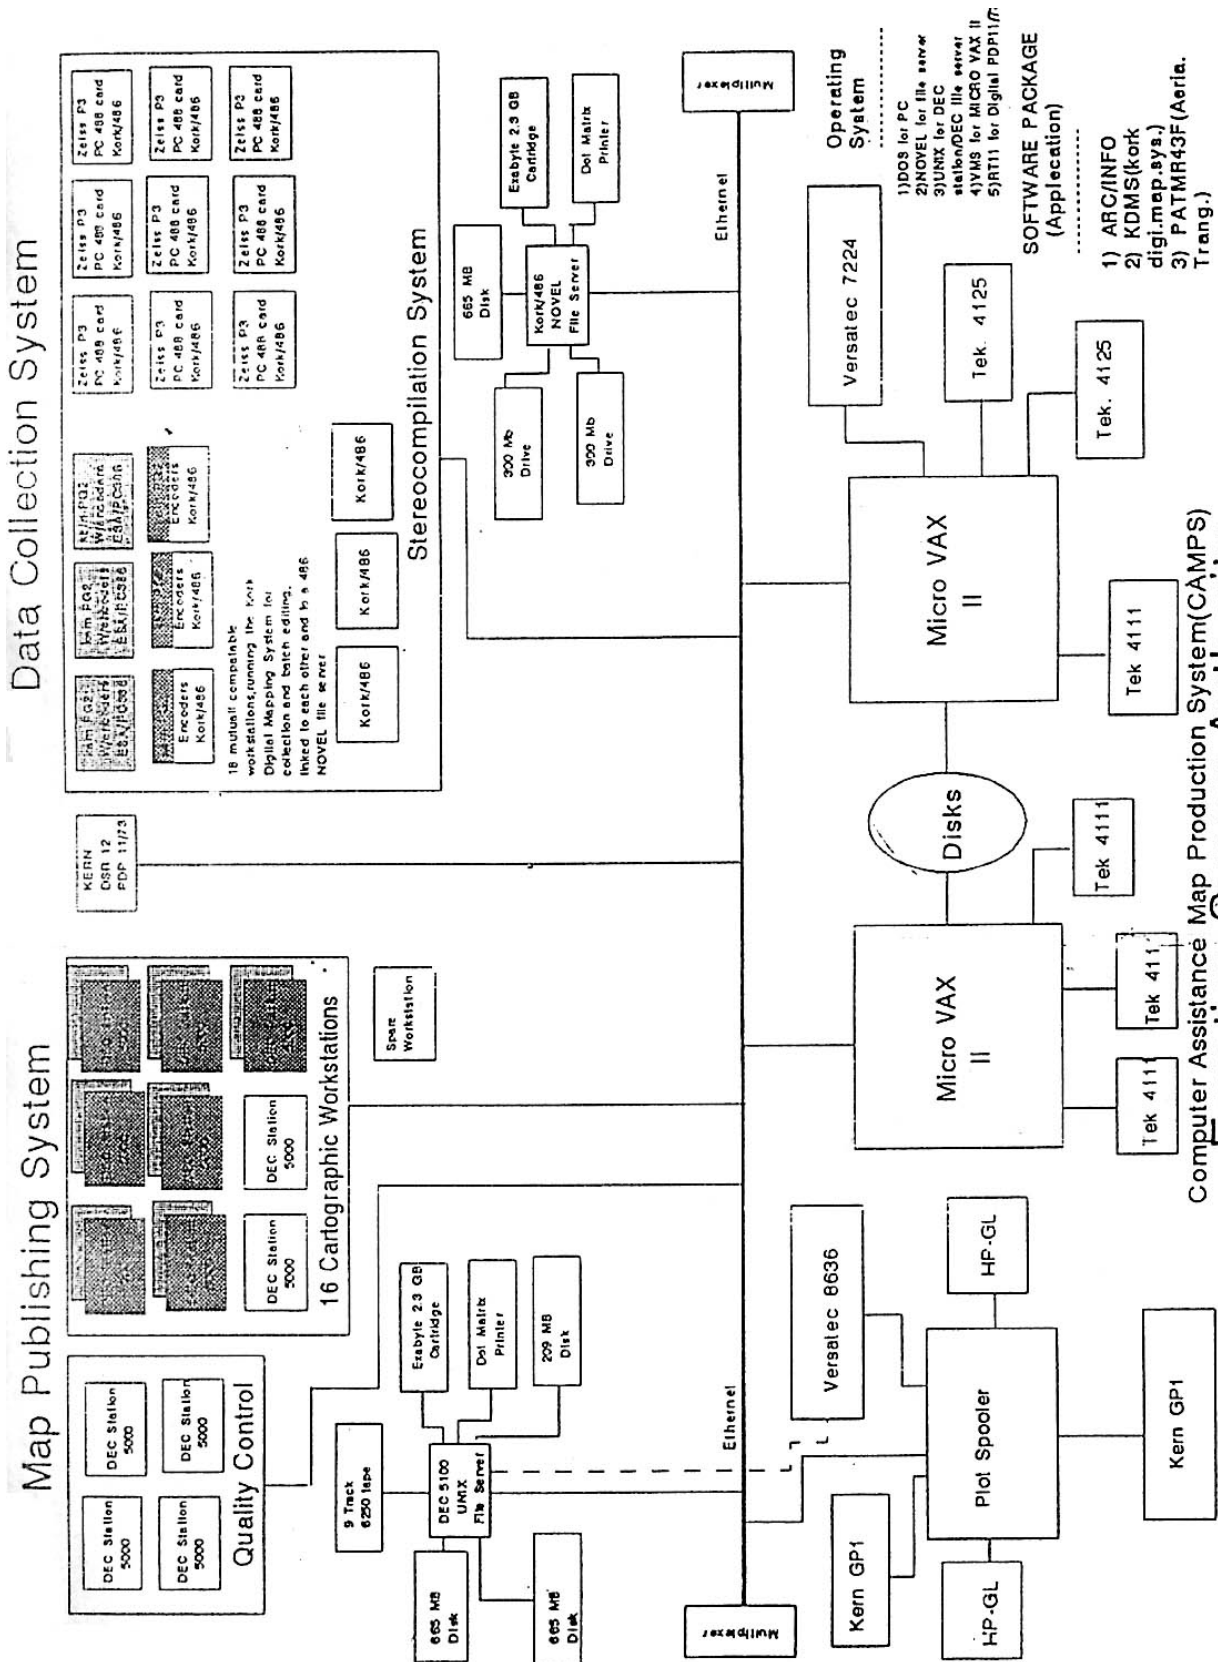 Map Publishing System
DEC Station
5000
DEC Station
5000
DEC Station
5000
DEC Station
5000
Quality Control
DEC Station
5000
DEC Station
5000
16 Cartographic Workstations
Spare
Workstation
9 Track
6250 tape
Exabyte 2.3 GB
Cartridge
Dot Matrix
Printer
209 MB
Disk
DEC 5100
UNIX
File Server
665 MB
Disk
665 MB
Disk
KERN
DSR 12
PDP 11/73
Data Collection System
Encoders
Kork/486
Encoders
Kork/486
Encoders
Kork/486
Zeiss P3
PC 488 card
Kork/486
Zeiss P3
PC 488 card
Kork/486
Zeiss P3
PC 488 card
Kork/486
Zeiss P3
PC 488 card
Kork/486
Zeiss P3
PC 488 card
Kork/486
Zeiss P3
PC 488 card
Kork/486
Zeiss P3
PC 488 card
Kork/486
Zeiss P3
PC 488 card
Kork/486
Zeiss P3
PC 488 card
Kork/486
18 mutuall compatable
workstations,running the Kork
Digital Mapping System for
collection and batch editing,
linked to each other and to a 486
NOVEL file server
Kork/486
Kork/486
Kork/486
Stereocompilation System
665 MB
Disk
Exabyte 2.3 GB
Cartridge
Dot Matrix
Printer
Kork/486
NOVEL
File Server
300 Mb
Drive
300 Mb
Drive
Multiplexer
Ethernet
Ethernet
Multiplexer
Versatec 8636
Kern GP1
HP-GL
Plot Spooler
HP-GL
Kern GP1
Micro VAX
II
Disks
Micro VAX
II
Tek 4111
Tek 411
Tek 4111
Tek 4111
Versatec 7224
Tek. 4125
Tek. 4125
Operating
System
1)DOS for PC
2)NOVEL for file server
3)UNIX for DEC
station/DEC file server
4)VMS for MICRO VAX II
5)RT11 for Digital PDP11/7
SOFTWARE PACKAGE
(Applecation)
1) ARC/INFO
2) KDMS(kork
digi.map.sys.)
3) PATMR43F(Aeria.
Trang.)
Computer Assistance Map Production System(CAMPS)